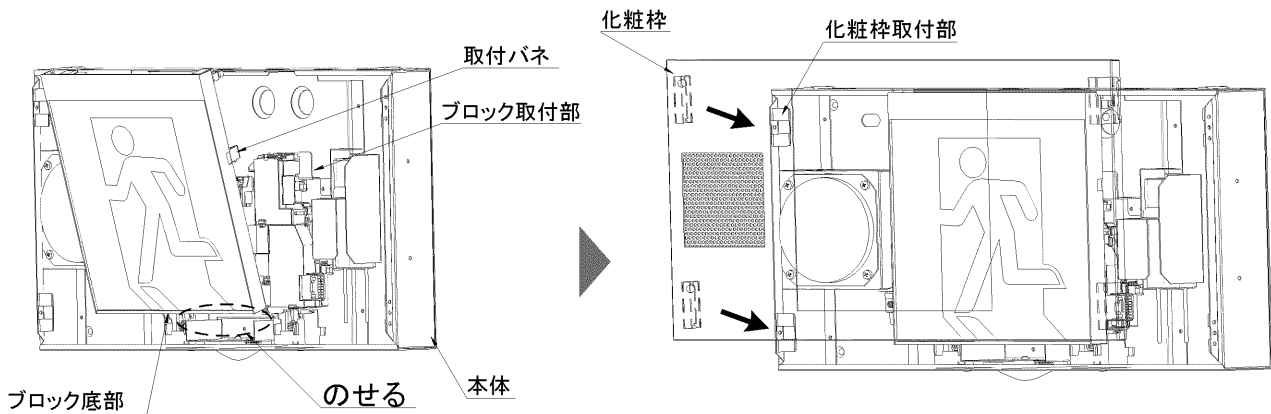 取付バネ
ブロック取付部
ブロック底部
のせる
本体
化粧枠
化粧枠取付部